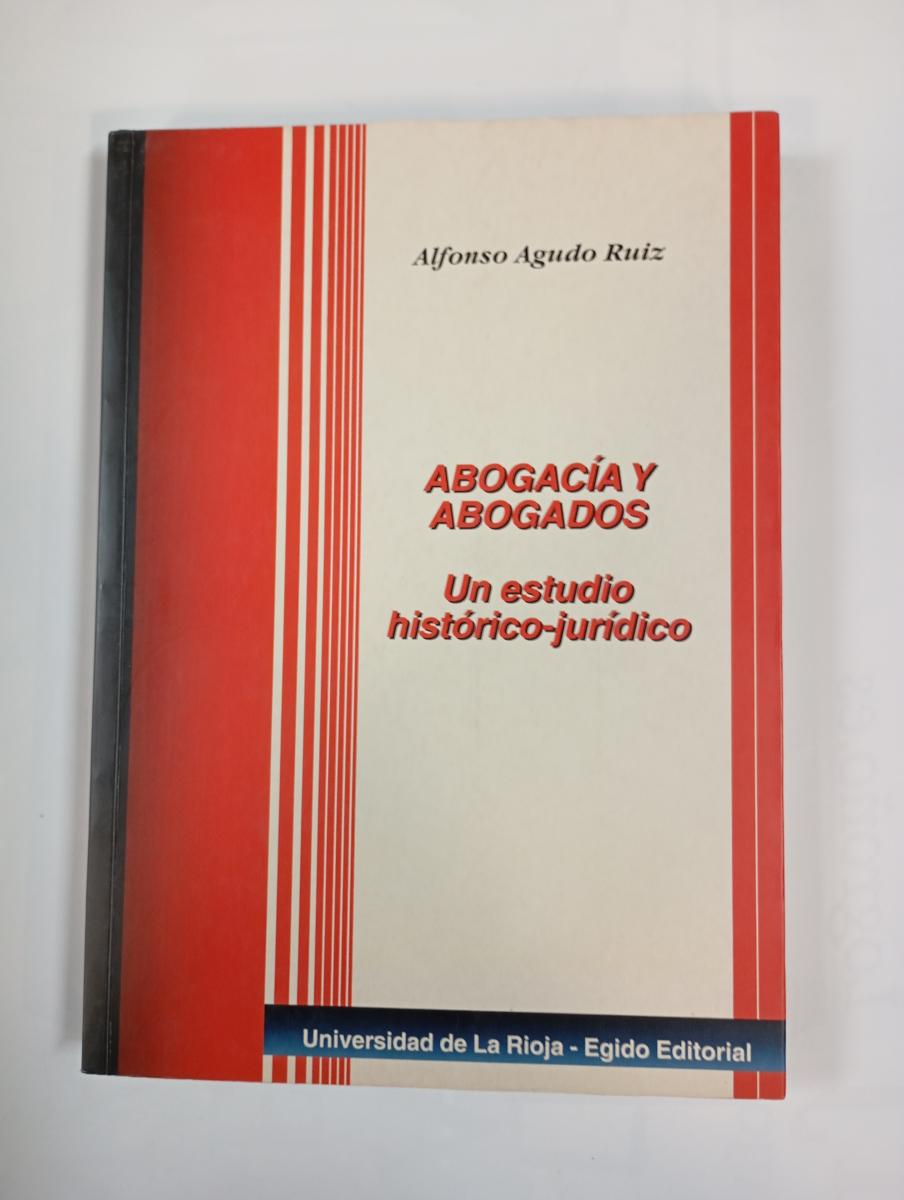 Alfonso Agudo Ruiz
ABOGACÍA Y
ABOGADOS
Un estudio
histórico-jurídico
Universidad de La Rioja - Egido Editorial